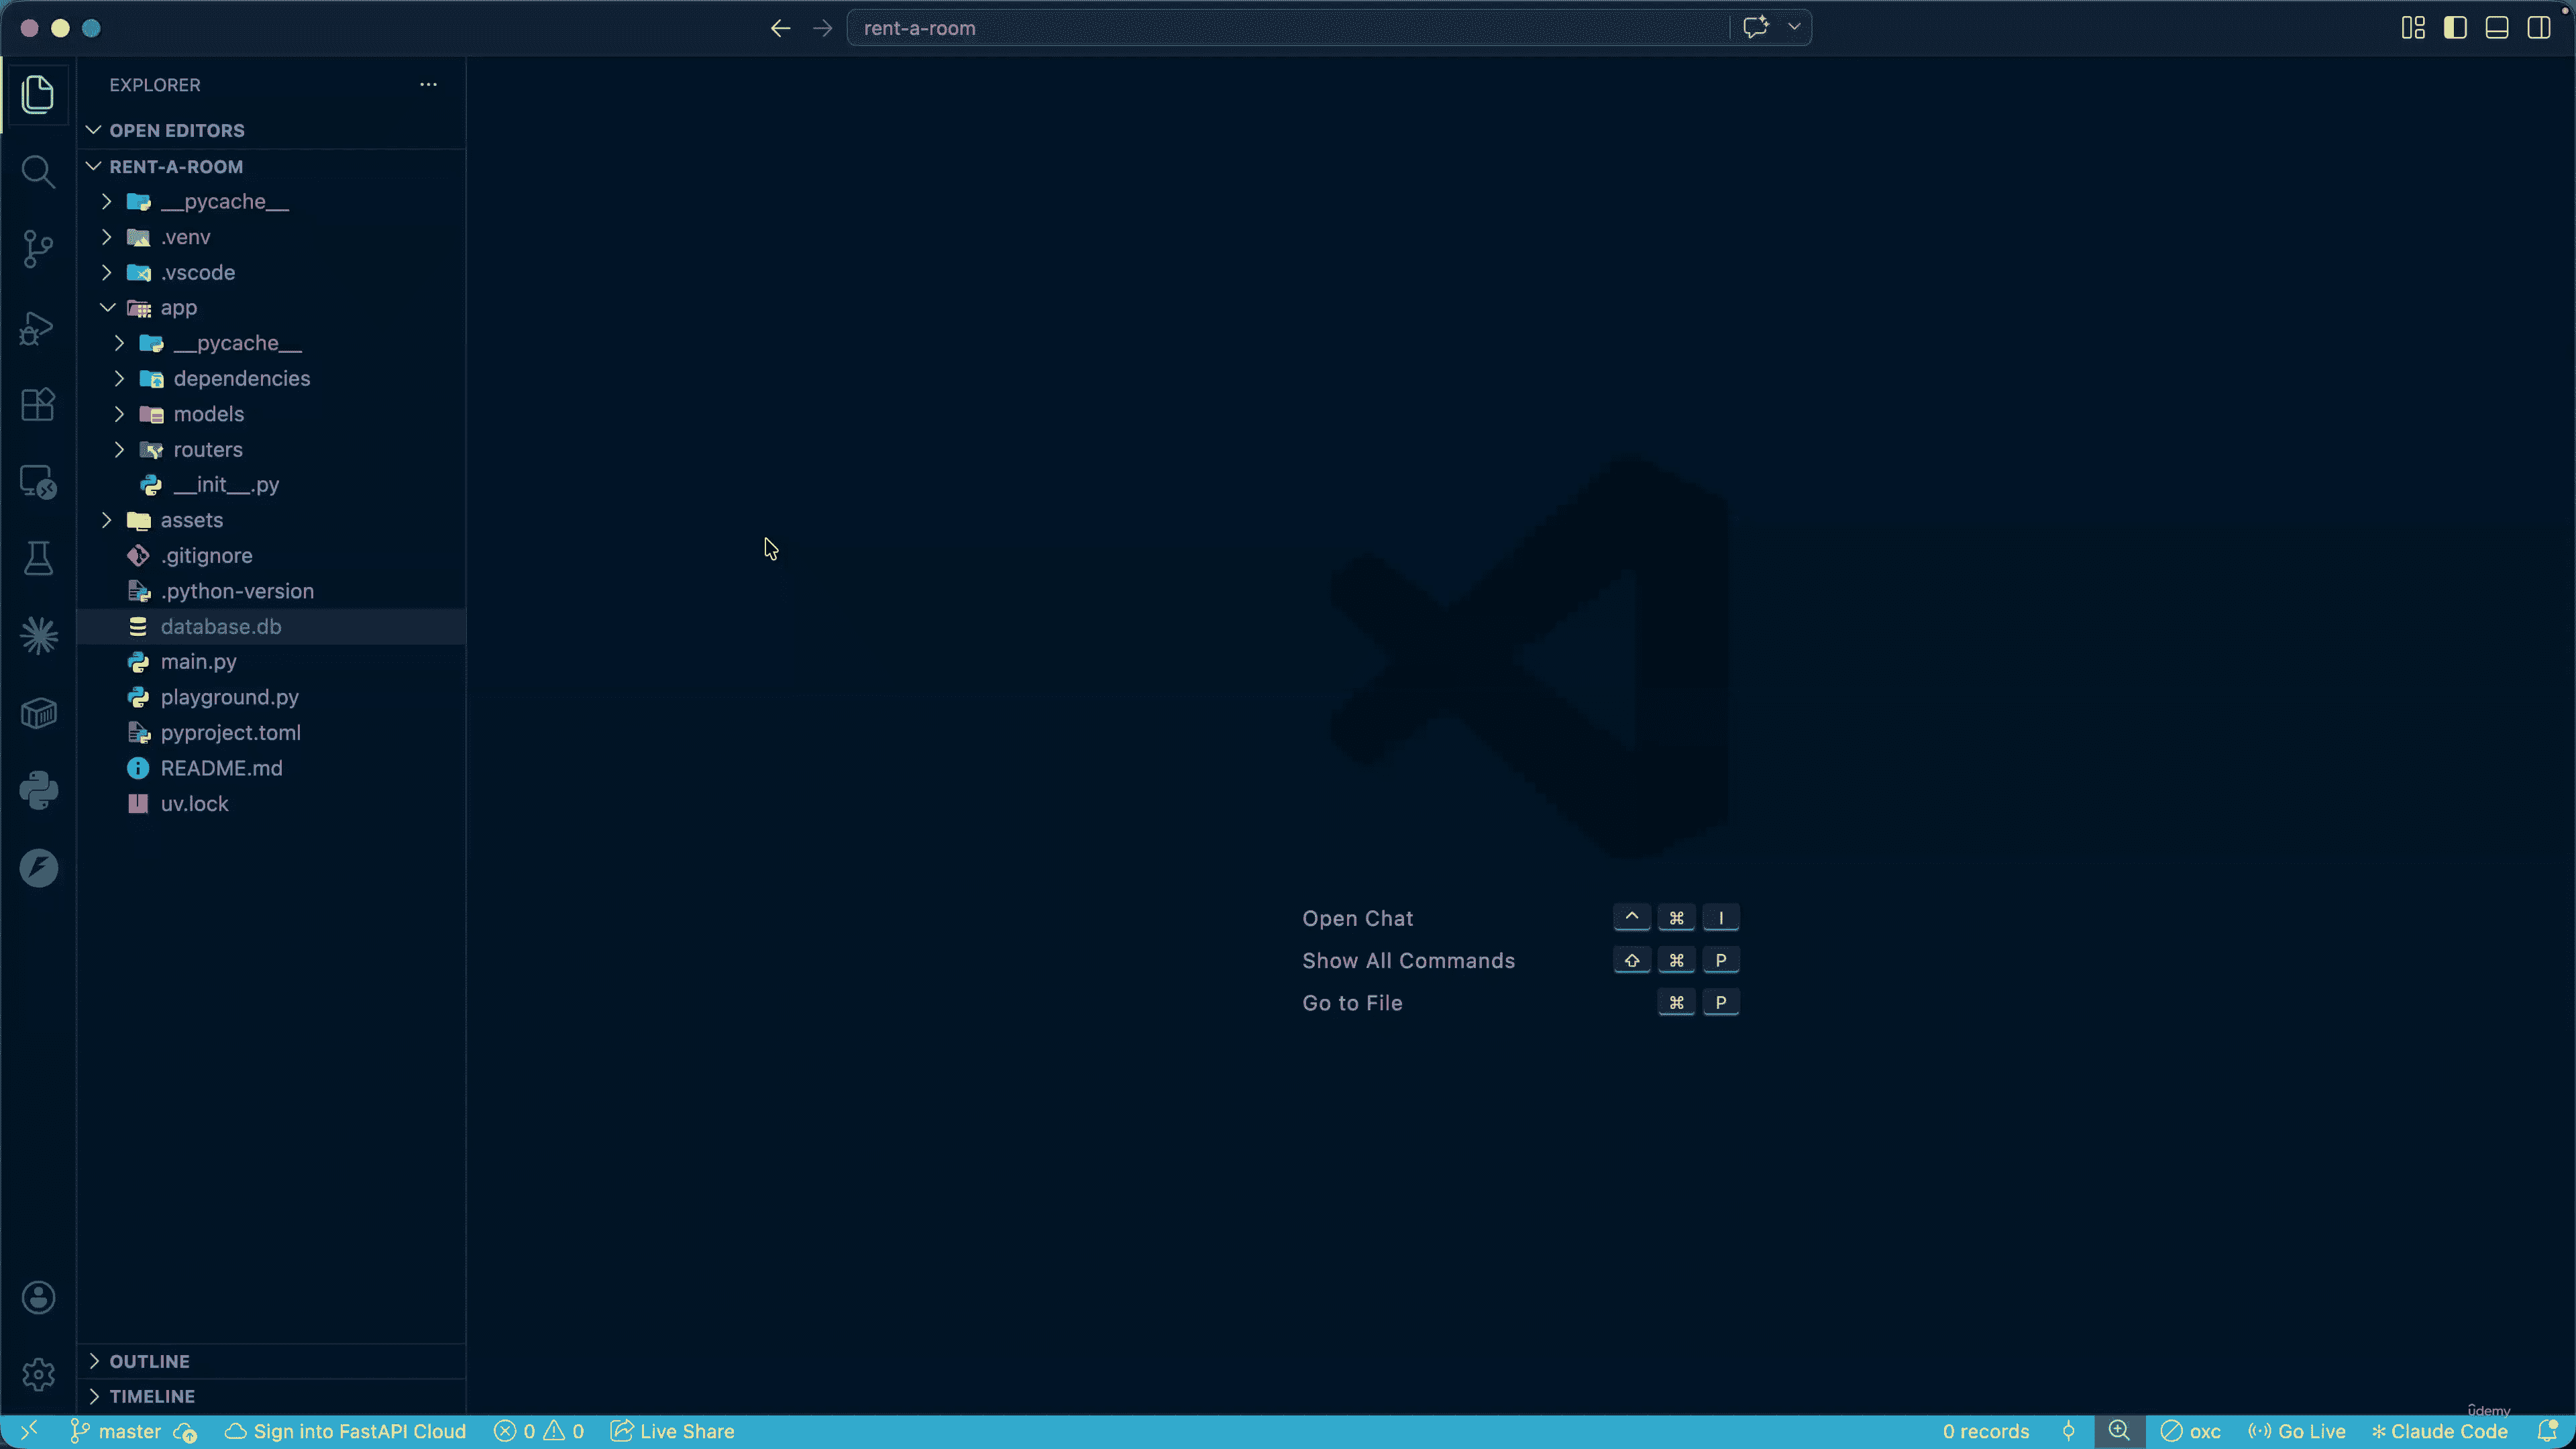 rent-a-room
EXPLORER
OPEN EDITORS
RENT-A-ROOM
__pycache__
.venv
.vscode
app
__pycache__
dependencies
models
routers
__init__.py
assets
.gitignore
.python-version
database.db
main.py
playground.py
pyproject.toml
README.md
uv.lock
Open Chat ^ ⌘ I
Show All Commands ⇧ ⌘ P
Go to File ⌘ P
OUTLINE
TIMELINE
udemy
master Sign into FastAPI Cloud 0 0 Live Share 0 records oxc Go Live Claude Code